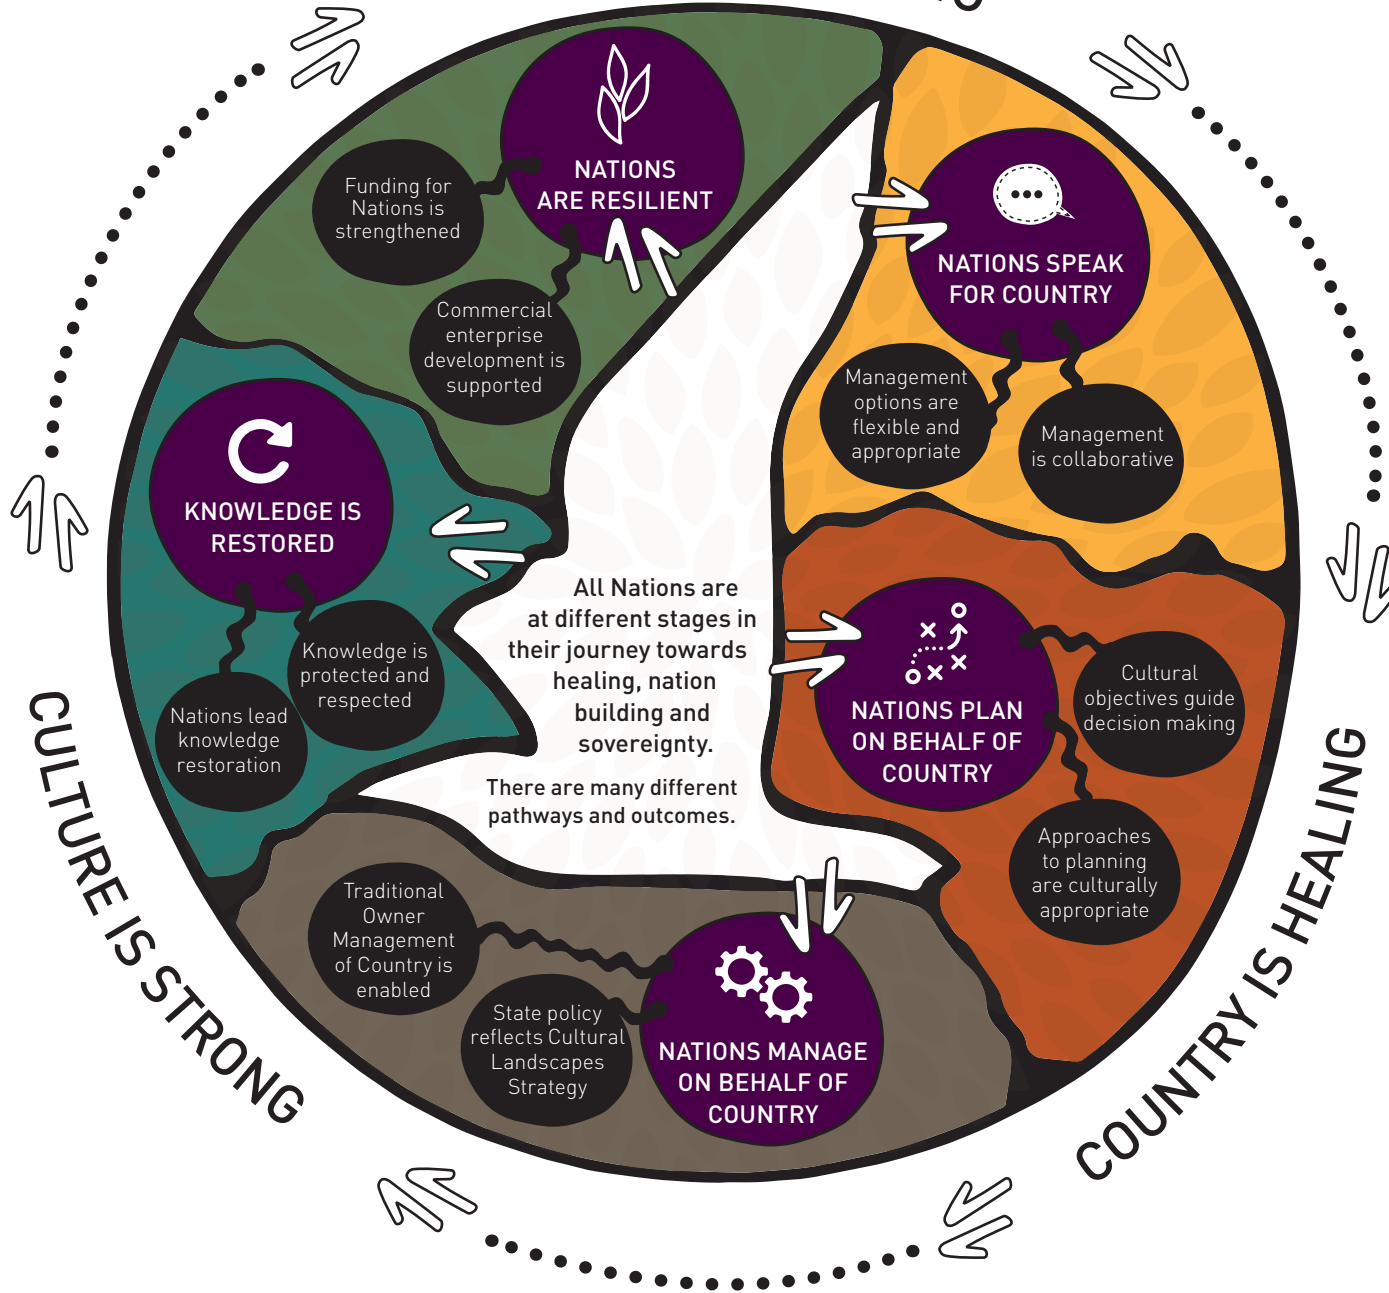 NATIONS
ARE RESILIENT
Funding for
Nations is
strengthened
Commercial
enterprise
development is
supported
NATIONS SPEAK
FOR COUNTRY
Management
options are
flexible and
appropriate
Management
is collaborative
KNOWLEDGE IS
RESTORED
Knowledge is
protected and
respected
Nations lead
knowledge
restoration
All Nations are
at different stages in
their journey towards
healing, nation
building and
sovereignty.
There are many different
pathways and outcomes.
NATIONS PLAN
ON BEHALF OF
COUNTRY
Cultural
objectives guide
decision making
Approaches
to planning
are culturally
appropriate
Traditional
Owner
Management
of Country is
enabled
State policy
reflects Cultural
Landscapes
Strategy
NATIONS MANAGE
ON BEHALF OF
COUNTRY
CULTURE IS STRONG
COUNTRY IS HEALING